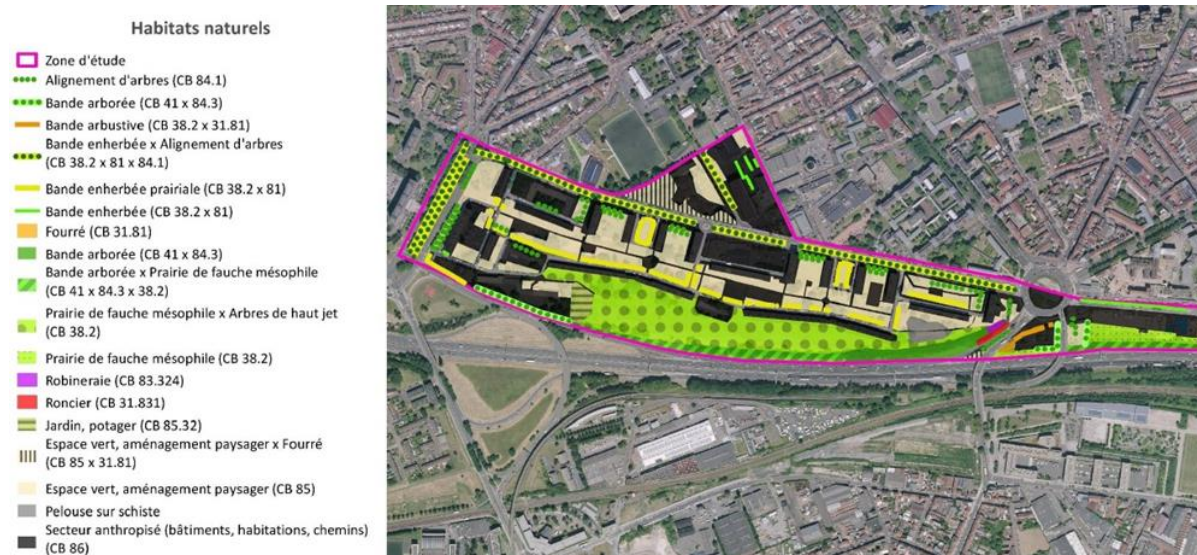 Habitats naturels
Zone d'étude
Alignement d'arbres (CB 84.1)
Bande arborée (CB 41 x 84.3)
Bande arbustive (CB 38.2 x 31.81)
Bande enherbée x Alignement d'arbres
(CB 38.2 x 81 x 84.1)
Bande enherbée prairiale (CB 38.2 x 81)
Bande enherbée (CB 38.2 x 81)
Fourré (CB 31.81)
Bande arborée (CB 41 x 84.3)
Bande arborée x Prairie de fauche mésophile
(CB 41 x 84.3 x 38.2)
Prairie de fauche mésophile x Arbres de haut jet
(CB 38.2)
Prairie de fauche mésophile (CB 38.2)
Robineraie (CB 83.324)
Roncier (CB 31.831)
Jardin, potager (CB 85.32)
Espace vert, aménagement paysager x Fourré
(CB 85 x 31.81)
Espace vert, aménagement paysager (CB 85)
Pelouse sur schiste
Secteur anthropisé (bâtiments, habitations, chemins)
(CB 86)